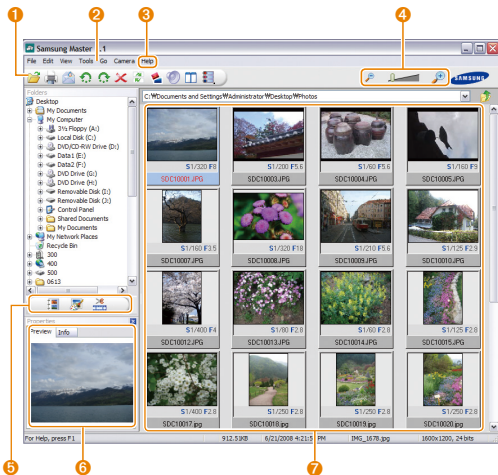 1 2 3 4
Samsung Master .1
File Edit View Tools Go Camera Help
SAMSUNG
Folders
C:₩Documents and Settings₩Administrator₩Desktop₩Photos
Desktop
My Documents
My Computer
3½ Floppy (A:)
Local Disk (C:)
DVD/CD-RW Drive (D:)
Data1 (E:)
Data2 (F:)
DVD Drive (G:)
DVD Drive (H:)
Removable Disk (I:)
Removable Disk (J:)
Control Panel
Shared Documents
My Documents
My Network Places
Recycle Bin
300
400
500
0613
S1/320 F8 S1/200 F5.6 S1/60 F5.6 S1/160 F9
SDC10001.JPG SDC10003.JPG SDC10004.JPG SDC10005.JPG
S1/160 F3.5 S1/320 F18 S1/210 F5.6 S1/125 F2.9
SDC10007.JPG SDC10008.JPG SDC10009.JPG SDC10010.JPG
S1/400 F4 S1/80 F2.8 S1/60 F2.8 S1/125 F2.8
SDC10012.JPG SDC10013.JPG SDC10014.JPG SDC10015.JPG
S1/400 F2.8 S1/250 F2.8 S1/250 F2.8 S1/250 F2.8
SDC10017.jpg SDC10018.jpg SDC10019.jpg SDC10020.jpg
Properties
Preview Info
For Help, press F1 912.51KB 6/21/2008 4:21:5 PM IMG_1678.jpg 1600x1200, 24 bits
5 6 7